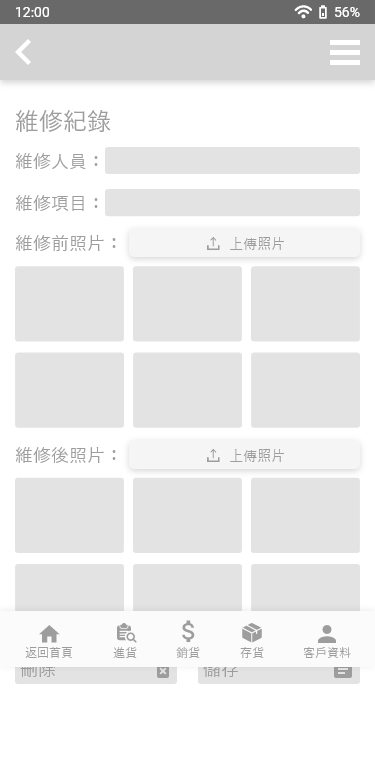 12:00 56%
維修紀錄
維修人員：
維修項目：
維修前照片： 上傳照片
維修後照片： 上傳照片
返回首頁 進貨 銷貨 存貨 客戶資料
刪除 儲存